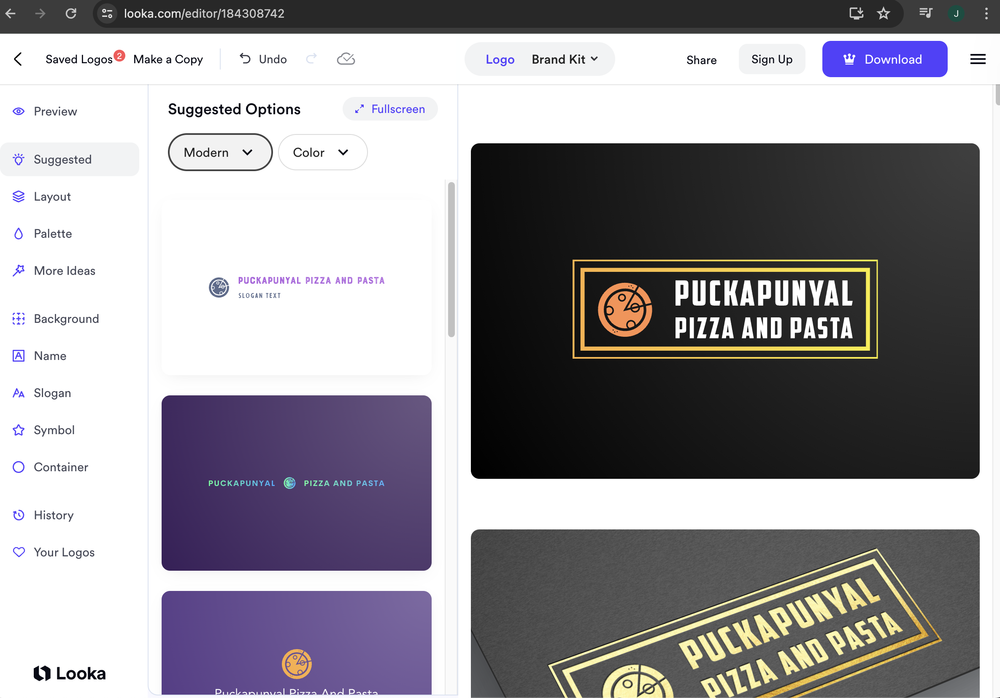 looka.com/editor/184308742
J
Saved Logos 2 Make a Copy Undo Logo Brand Kit Share Sign Up Download
Preview
Suggested
Layout
Palette
More Ideas
Background
Name
Slogan
Symbol
Container
History
Your Logos
Looka
Suggested Options Fullscreen
Modern Color
PUCKAPUNYAL PIZZA AND PASTA
SLOGAN TEXT
PUCKAPUNYAL PIZZA AND PASTA
Puckapunyal Pizza And Pasta
PUCKAPUNYAL
PIZZA AND PASTA
PUCKAPUNYAL
PIZZA AND PASTA